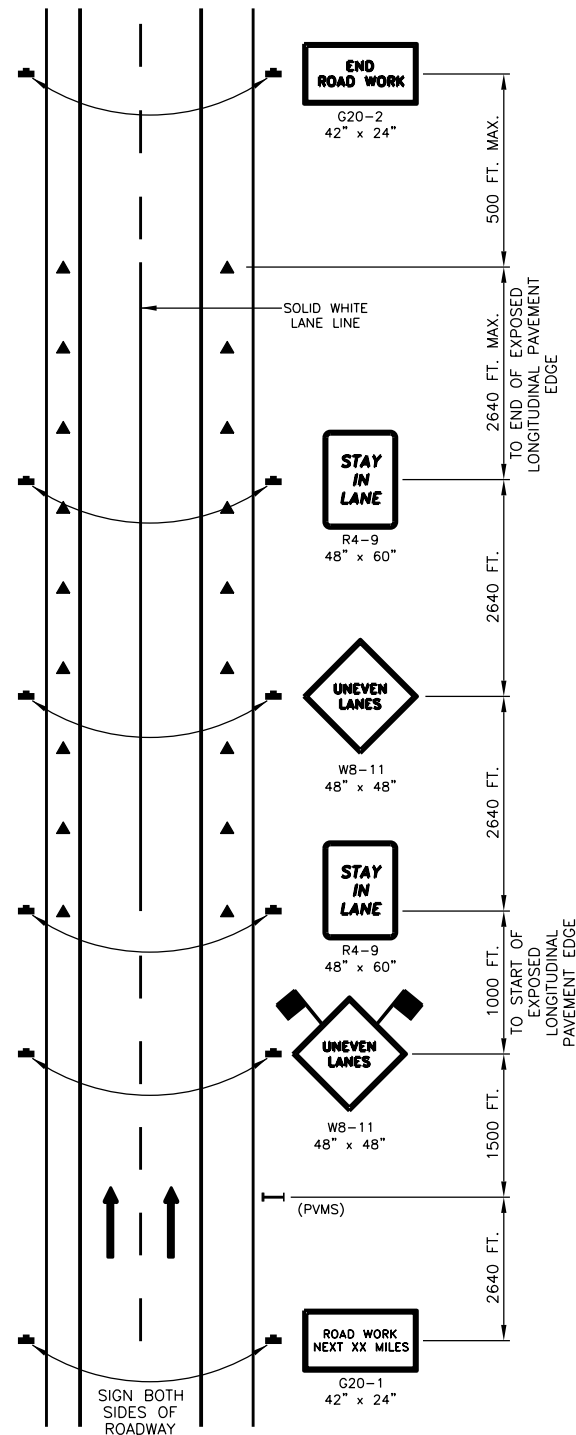 END
ROAD WORK
G20-2
42" x 24"
500 FT. MAX.
SOLID WHITE
LANE LINE
2640 FT. MAX.
TO END OF EXPOSED
LONGITUDINAL PAVEMENT
EDGE
STAY
IN
LANE
R4-9
48" x 60"
2640 FT.
UNEVEN
LANES
W8-11
48" x 48"
2640 FT.
STAY
IN
LANE
R4-9
48" x 60"
1000 FT.
TO START OF
EXPOSED
LONGITUDINAL
PAVEMENT EDGE
UNEVEN
LANES
W8-11
48" x 48"
1500 FT.
(PVMS)
2640 FT.
ROAD WORK
NEXT XX MILES
G20-1
42" x 24"
SIGN BOTH
SIDES OF
ROADWAY